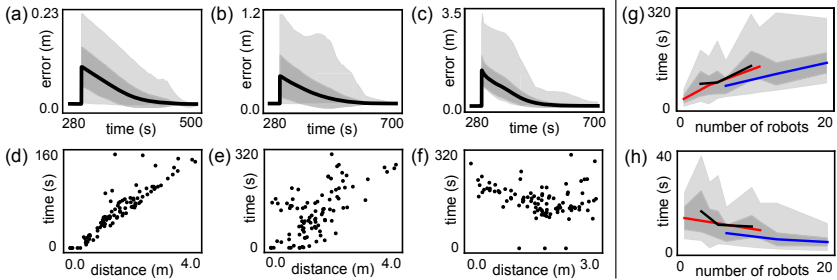 (a)
0.23
error (m)
0.0
280
time (s)
500
(b)
1.2
error (m)
0.0
280
time (s)
700
(c)
3.5
error (m)
0.0
280
time (s)
700
(g)
320
time (s)
0
0
number of robots
20
(d)
160
time (s)
0
0.0
distance (m)
4.0
(e)
320
time (s)
0
0.0
distance (m)
4.0
(f)
320
time (s)
0
0.0
distance (m)
3.0
(h)
40
time (s)
0
0
number of robots
20